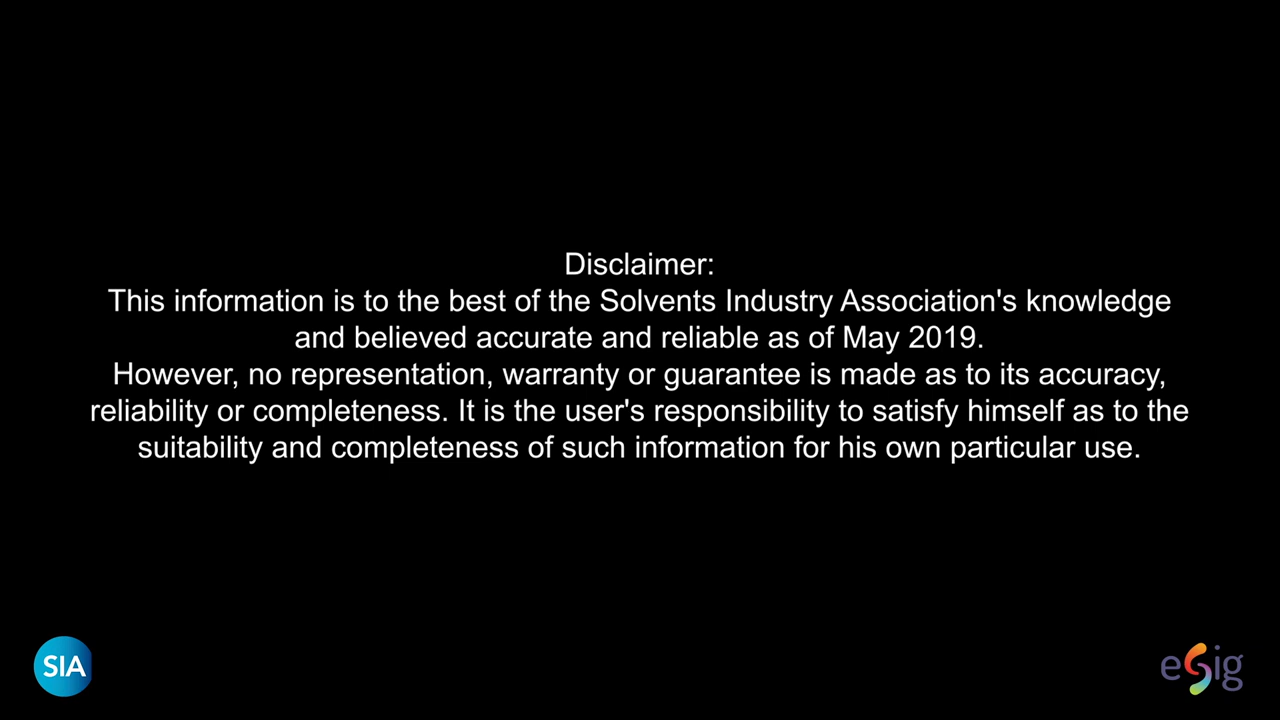 Disclaimer:
This information is to the best of the Solvents Industry Association's knowledge
and believed accurate and reliable as of May 2019.
However, no representation, warranty or guarantee is made as to its accuracy,
reliability or completeness. It is the user's responsibility to satisfy himself as to the
suitability and completeness of such information for his own particular use.
SIA
eSig